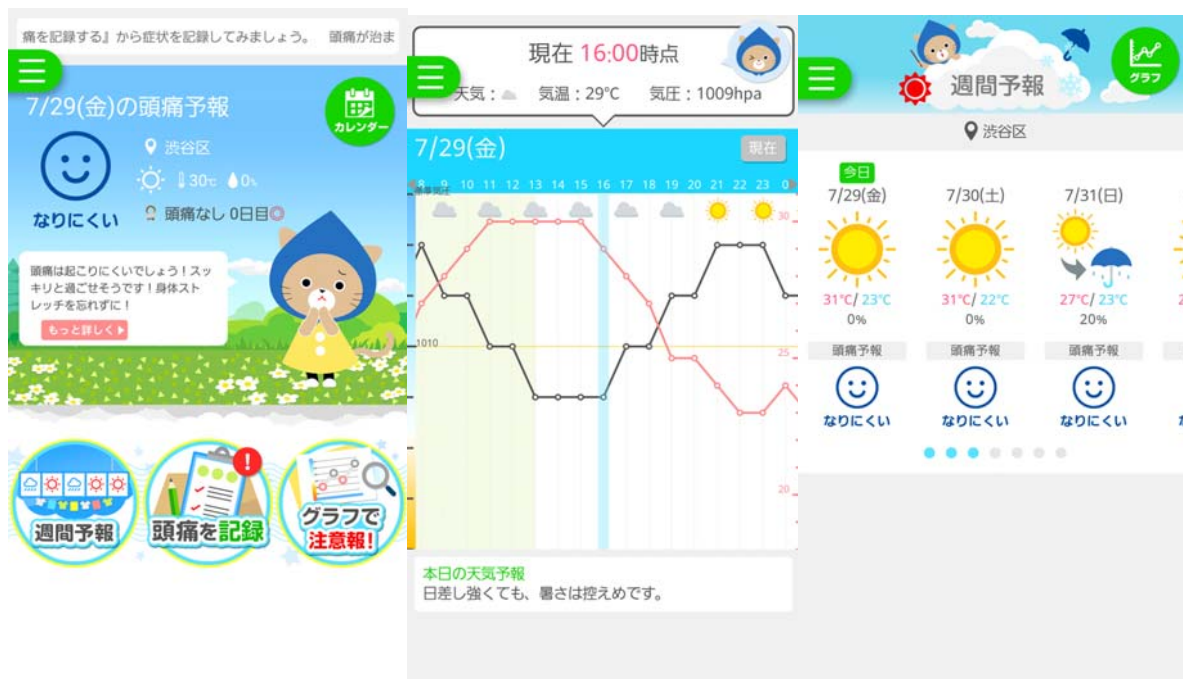 痛を記録する』から症状を記録してみましょう。 頭痛が治ま
7/29(金)の頭痛予報
カレンダー
渋谷区
30℃ 0%
なりにくい
頭痛なし 0日目◎
頭痛は起こりにくいでしょう！スッ
キリと過ごせそうです！身体スト
レッチを忘れずに！
もっと詳しく▶
週間予報
頭痛を記録
!
グラフで
注意報!
現在 16:00時点
天気： 気温：29℃ 気圧：1009hpa
7/29(金)
現在
8 9 10 11 12 13 14 15 16 17 18 19 20 21 22 23 0
標準気圧
30
1010
25
20
本日の天気予報
日差し強くても、暑さは控えめです。
週間予報
グラフ
渋谷区
今日
7/29(金) 7/30(土) 7/31(日)
31℃/ 23℃ 31℃/ 22℃ 27℃/ 23℃
0% 0% 20%
頭痛予報 頭痛予報 頭痛予報
なりにくい なりにくい なりにくい